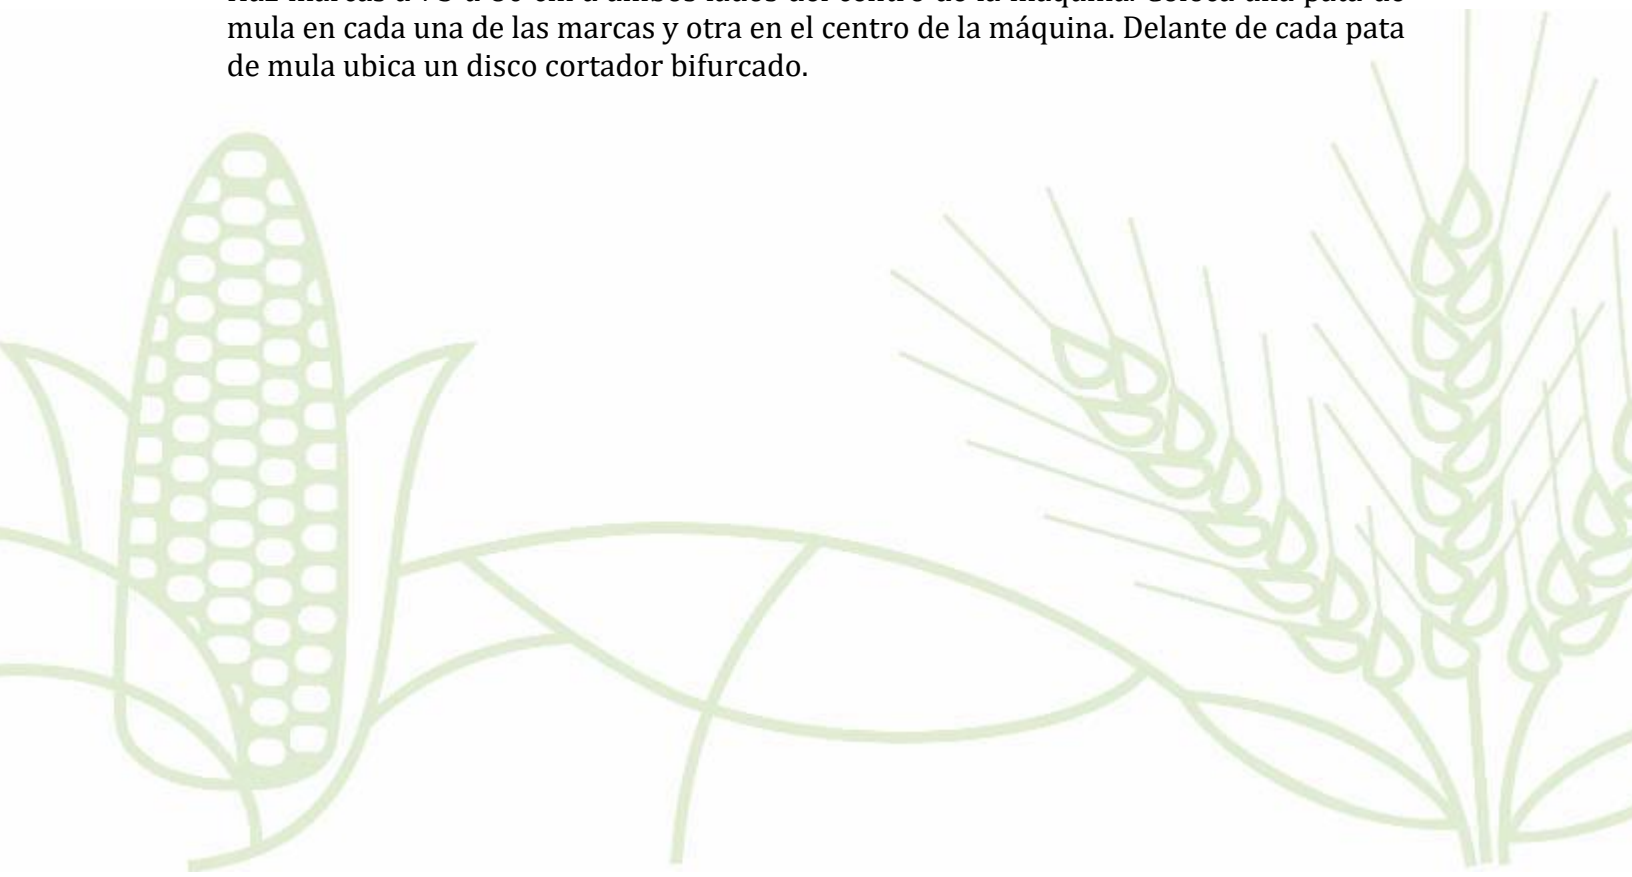 marcas a cm a ambos lados del centro de la máquina. Coloca una pata de
mula en cada una de las marcas y otra en el centro de la máquina. Delante de cada pata
de mula ubica un disco cortador bifurcado.